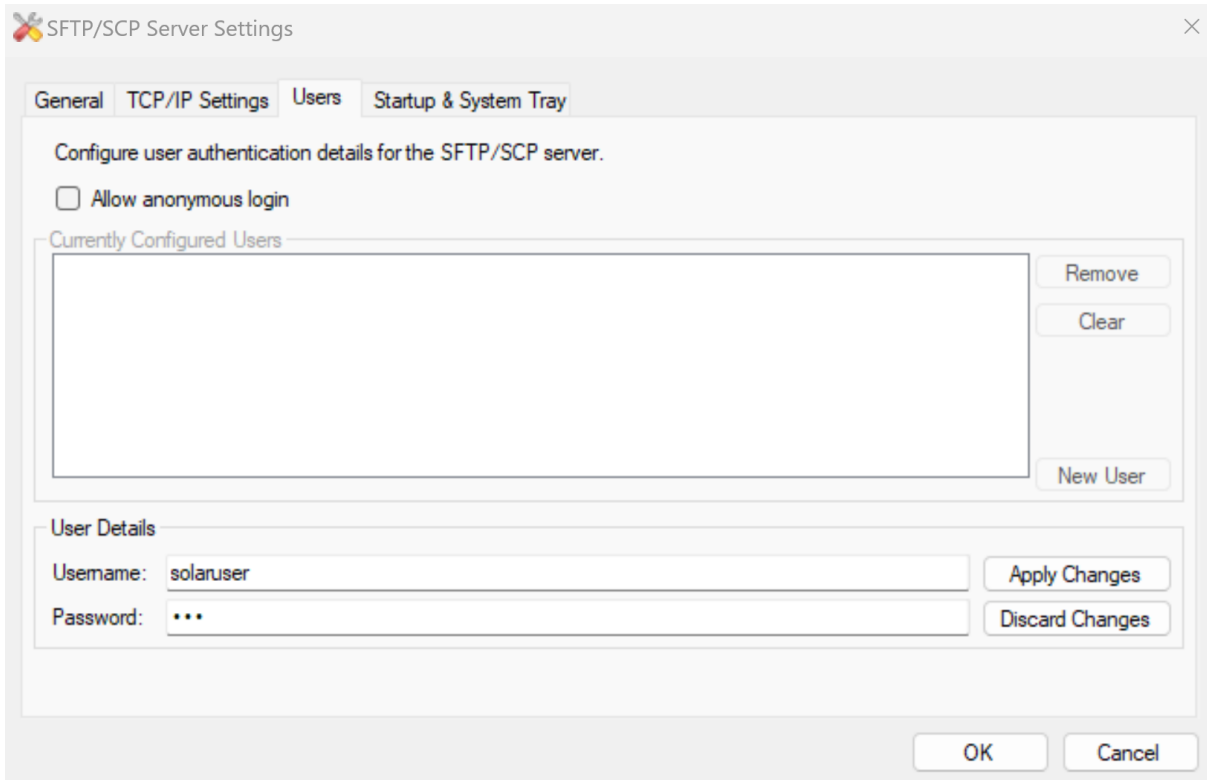 SFTP/SCP Server Settings
General TCP/IP Settings Users Startup & System Tray
Configure user authentication details for the SFTP/SCP server.
Allow anonymous login
Currently Configured Users
Remove
Clear
New User
User Details
Username: solaruser Apply Changes
Password: ••• Discard Changes
OK Cancel